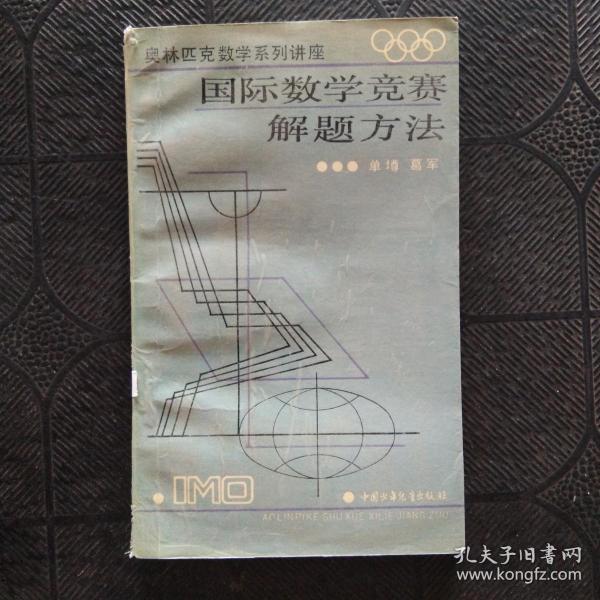 奥林匹克数学系列讲座
国际数学竞赛
解题方法
单墫 葛军
IMO
中国少年儿童出版社
AOLINPIKE SHUXUE XILIE JIANG ZUO
孔夫子旧书网
www.kongfz.com